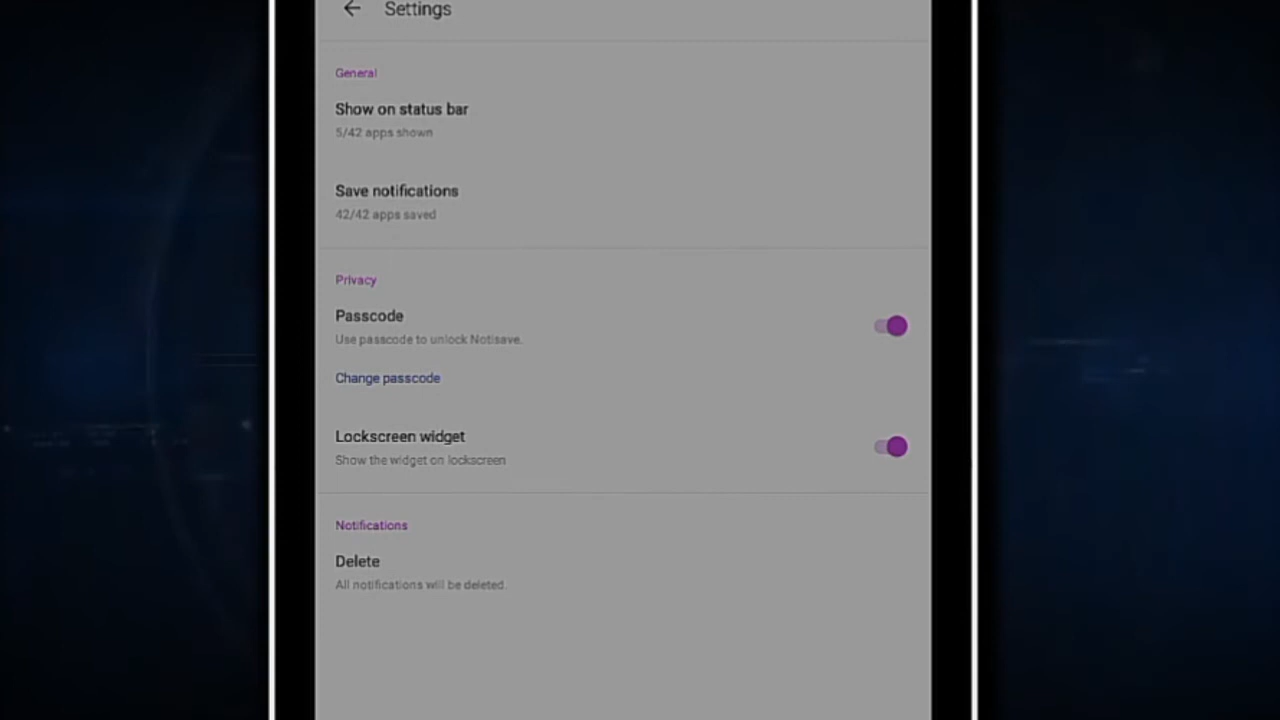 Settings
General
Show on status bar
5/42 apps shown
Save notifications
42/42 apps saved
Privacy
Passcode
Use passcode to unlock Notisave.
Change passcode
Lockscreen widget
Show the widget on lockscreen
Notifications
Delete
All notifications will be deleted.